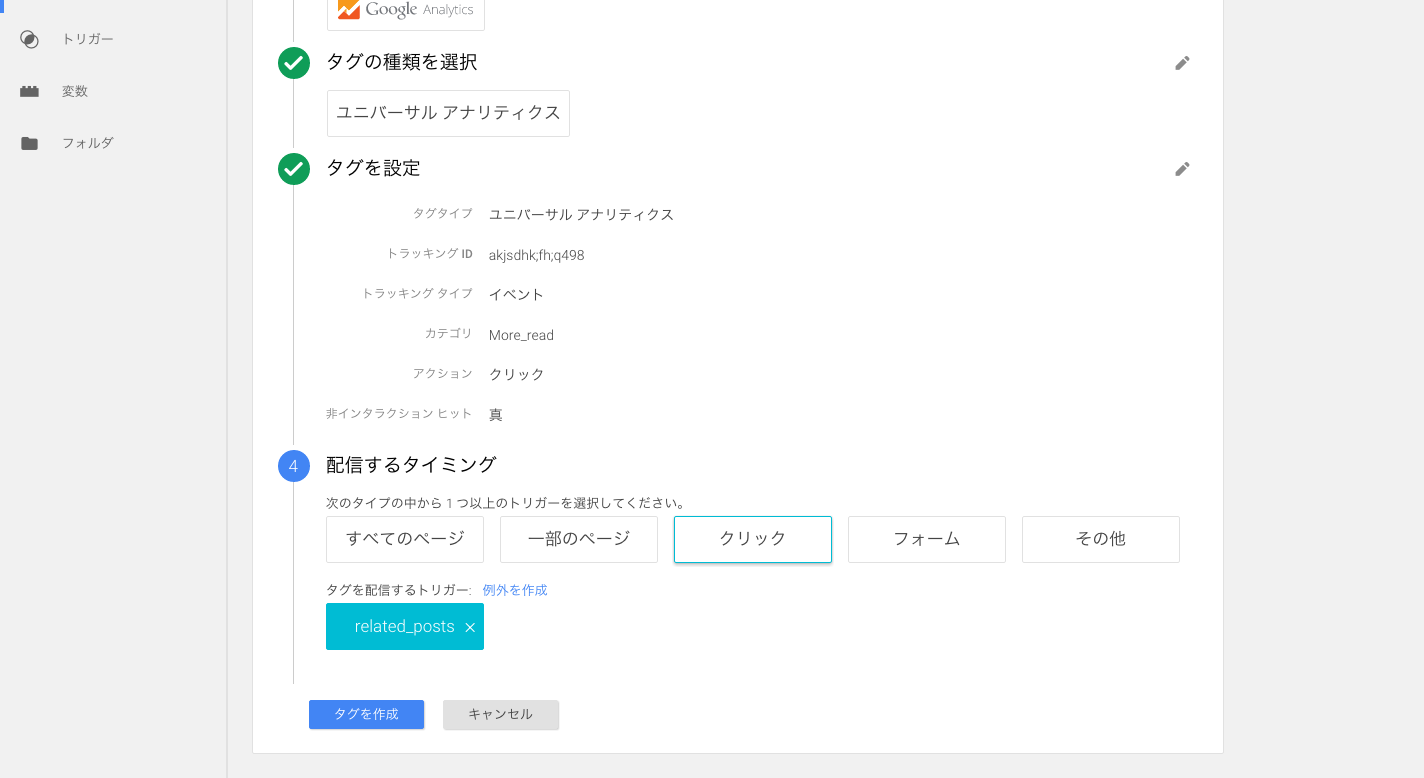 Google Analytics
トリガー
変数
フォルダ
タグの種類を選択
ユニバーサル アナリティクス
タグを設定
タグタイプ ユニバーサル アナリティクス
トラッキング ID akjsdhk;fh;q498
トラッキング タイプ イベント
カテゴリ More_read
アクション クリック
非インタラクション ヒット 真
4 配信するタイミング
次のタイプの中から 1 つ以上のトリガーを選択してください。
すべてのページ 一部のページ クリック フォーム その他
タグを配信するトリガー: 例外を作成
related_posts ×
タグを作成 キャンセル